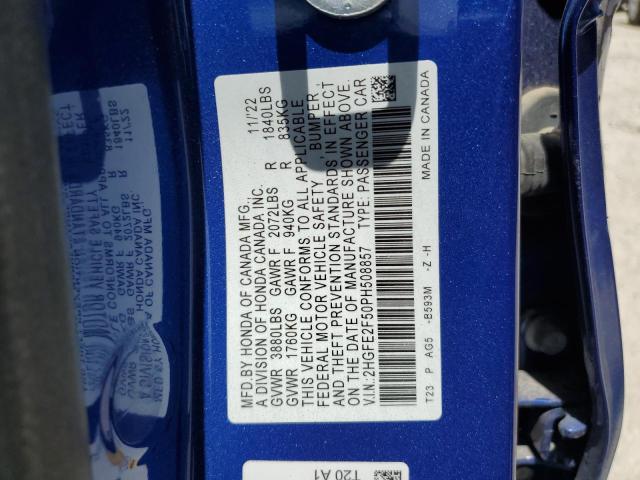 MFD.BY HONDA OF CANADA MFG., 11/'22
A DIVISION OF HONDA CANADA INC.
GVWR 3880LBS GAWR F 2072LBS R 1840LBS
GVWR 1760KG GAWR F 940KG R 835KG
THIS VEHICLE CONFORMS TO ALL APPLICABLE
FEDERAL MOTOR VEHICLE SAFETY BUMPER,
AND THEFT PREVENTION STANDARDS IN EFFECT
ON THE DATE OF MANUFACTURE SHOWN ABOVE.
V.I.N.:2HGFE2F50PH508857 TYPE: PASSENGER CAR
T23 P AG5 -B593M -Z -H MADE IN CANADA
T20 A1